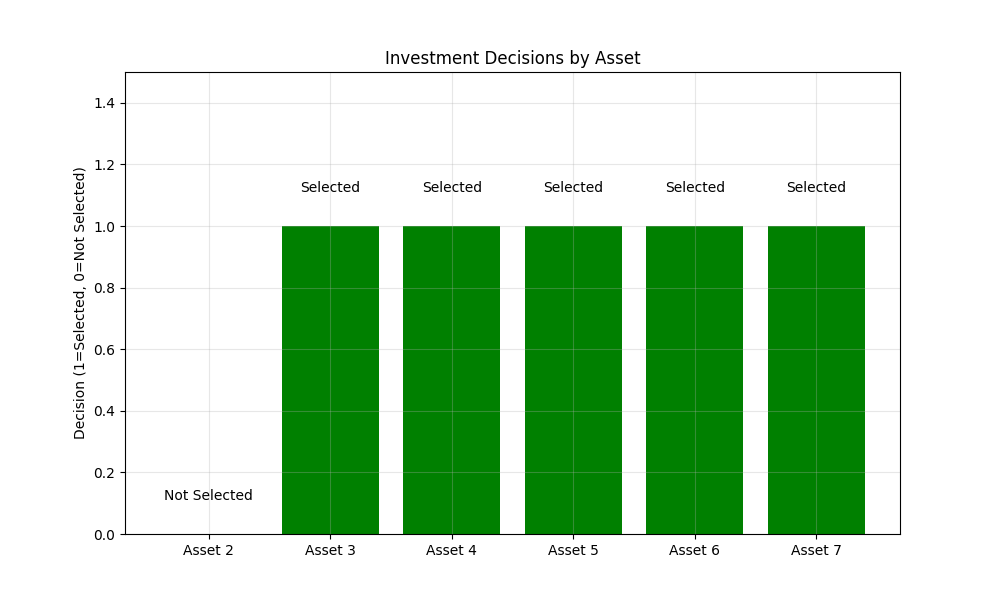 Investment Decisions by Asset
Decision (1=Selected, 0=Not Selected)
1.4
1.2
1.0
0.8
0.6
0.4
0.2
0.0
Selected
Selected
Selected
Selected
Selected
Not Selected
Asset 2
Asset 3
Asset 4
Asset 5
Asset 6
Asset 7